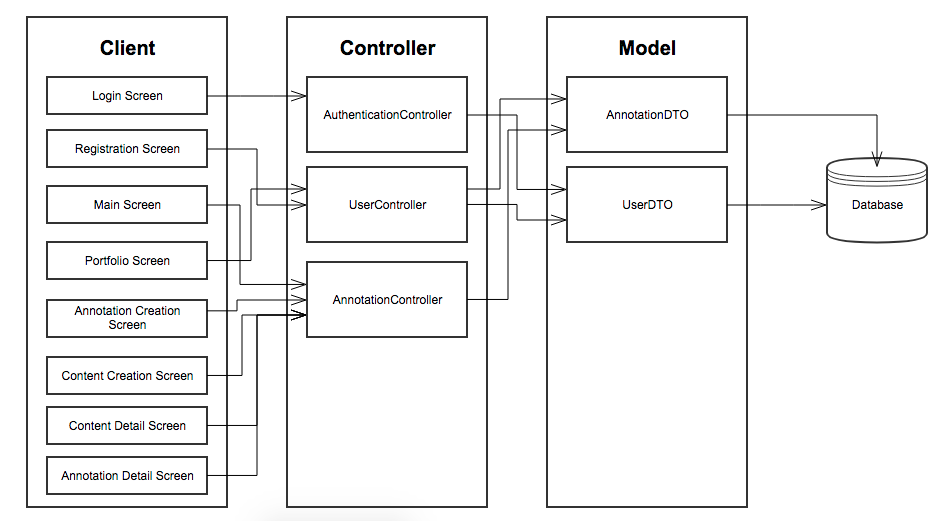 Client
Login Screen
Registration Screen
Main Screen
Portfolio Screen
Annotation Creation
Screen
Content Creation Screen
Content Detail Screen
Annotation Detail Screen
Controller
AuthenticationController
UserController
AnnotationController
Model
AnnotationDTO
UserDTO
Database